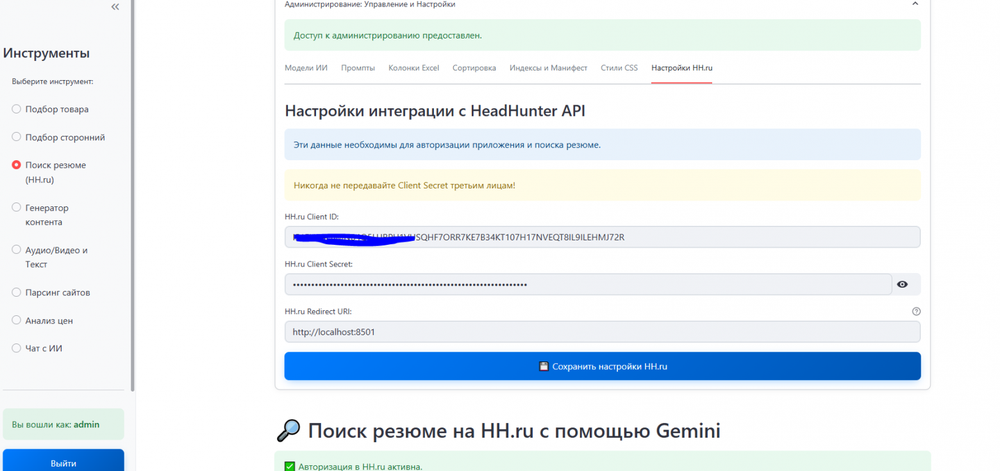 Администрирование: Управление и Настройки
Доступ к администрированию предоставлен.
Модели ИИ Промпты Колонки Excel Сортировка Индексы и Манифест Стили CSS Настройки HH.ru
Инструменты
Выберите инструмент:
Подбор товара
Подбор сторонний
Поиск резюме
(HH.ru)
Генератор
контента
Аудио/Видео и
Текст
Парсинг сайтов
Анализ цен
Чат с ИИ
Вы вошли как: admin
Выйти
Настройки интеграции с HeadHunter API
Эти данные необходимы для авторизации приложения и поиска резюме.
Никогда не передавайте Client Secret третьим лицам!
HH.ru Client ID:
HH.ru Client Secret:
HH.ru Redirect URI:
http://localhost:8501
💾 Сохранить настройки HH.ru
🔎 Поиск резюме на HH.ru с помощью Gemini
✅ Авторизация в HH.ru активна.